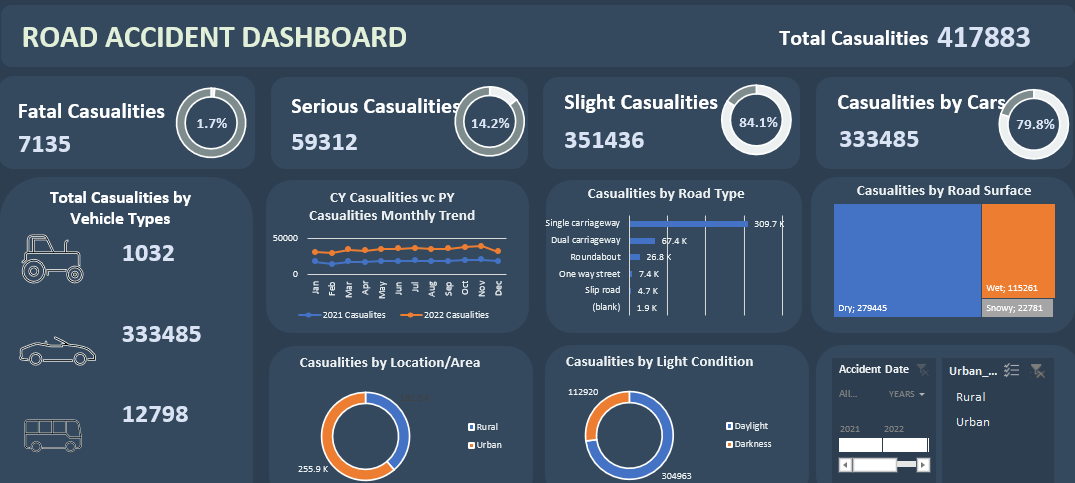 ROAD ACCIDENT DASHBOARD
Total Casualities 417883
Fatal Casualities
7135
1.7%
Serious Casualities
59312
14.2%
Slight Casualities
351436
84.1%
Casualities by Cars
333485
79.8%
Total Casualities by
Vehicle Types
1032
333485
12798
CY Casualities vc PY
Casualities Monthly Trend
50000
0
Jan Feb Mar Apr May Jun Jul Aug Sep Oct Nov Dec
2021 Casualites 2022 Casualities
Casualities by Road Type
Single carriageway 309.7 K
Dual carriageway 67.4 K
Roundabout 26.8 K
One way street 7.4 K
Slip road 4.7 K
(blank) 1.9 K
Casualities by Road Surface
Dry; 279445
Wet; 115261
Snowy; 22781
Casualities by Location/Area
Rural
Urban
255.9 K
Casualities by Light Condition
112920
Daylight
Darkness
304963
Accident Date
All...
YEARS
2021 2022
Urban_...
Rural
Urban